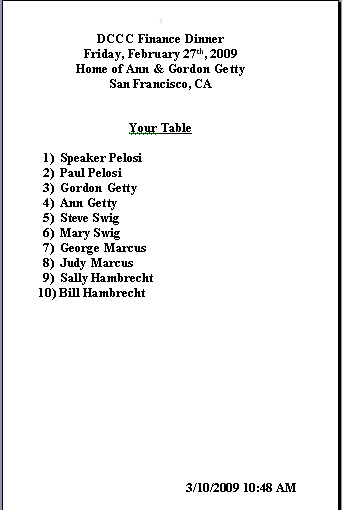 3
DCCC Finance Dinner
Friday, February 27th, 2009
Home of Ann & Gordon Getty
San Francisco, CA
Your Table
1) Speaker Pelosi
2) Paul Pelosi
3) Gordon Getty
4) Ann Getty
5) Steve Swig
6) Mary Swig
7) George Marcus
8) Judy Marcus
9) Sally Hambrecht
10) Bill Hambrecht
3/10/2009 10:48 AM